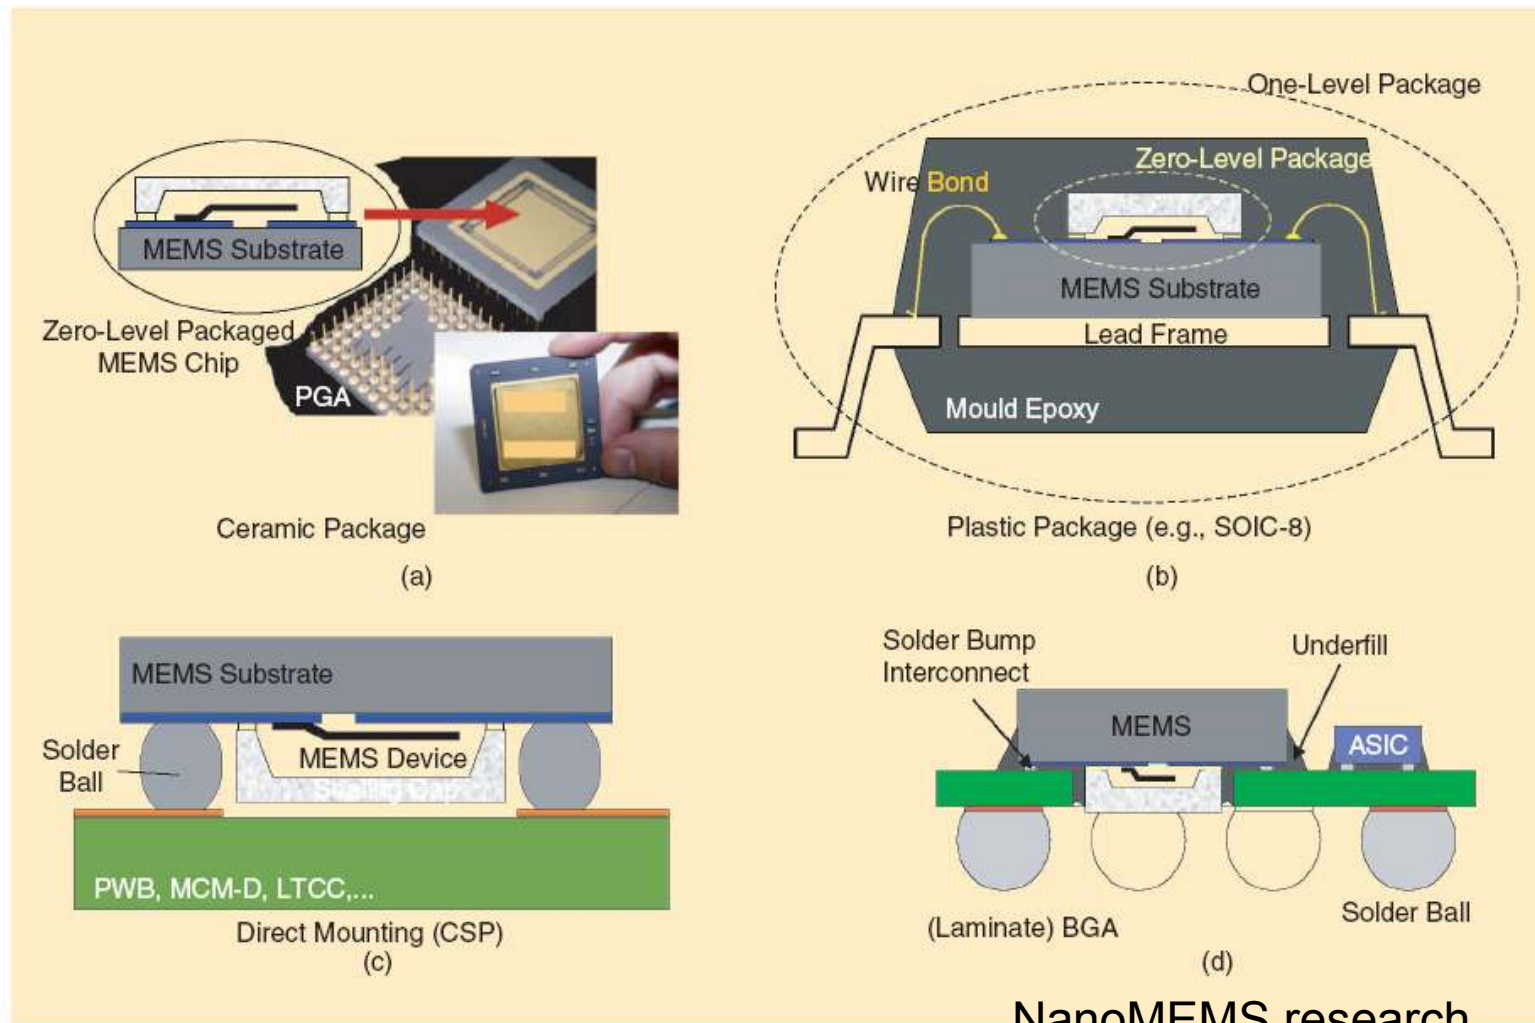 MEMS Substrate
Zero-Level Packaged
MEMS Chip
PGA
Ceramic Package
(a)
One-Level Package
Zero-Level Package
Wire Bond
MEMS Substrate
Lead Frame
Mould Epoxy
Plastic Package (e.g., SOIC-8)
(b)
MEMS Substrate
Solder
Ball
MEMS Device
Sealing Cap
PWB, MCM-D, LTCC,...
Direct Mounting (CSP)
(c)
Solder Bump
Interconnect
Underfill
MEMS
ASIC
(Laminate) BGA
Solder Ball
(d)
NanoMEMS research